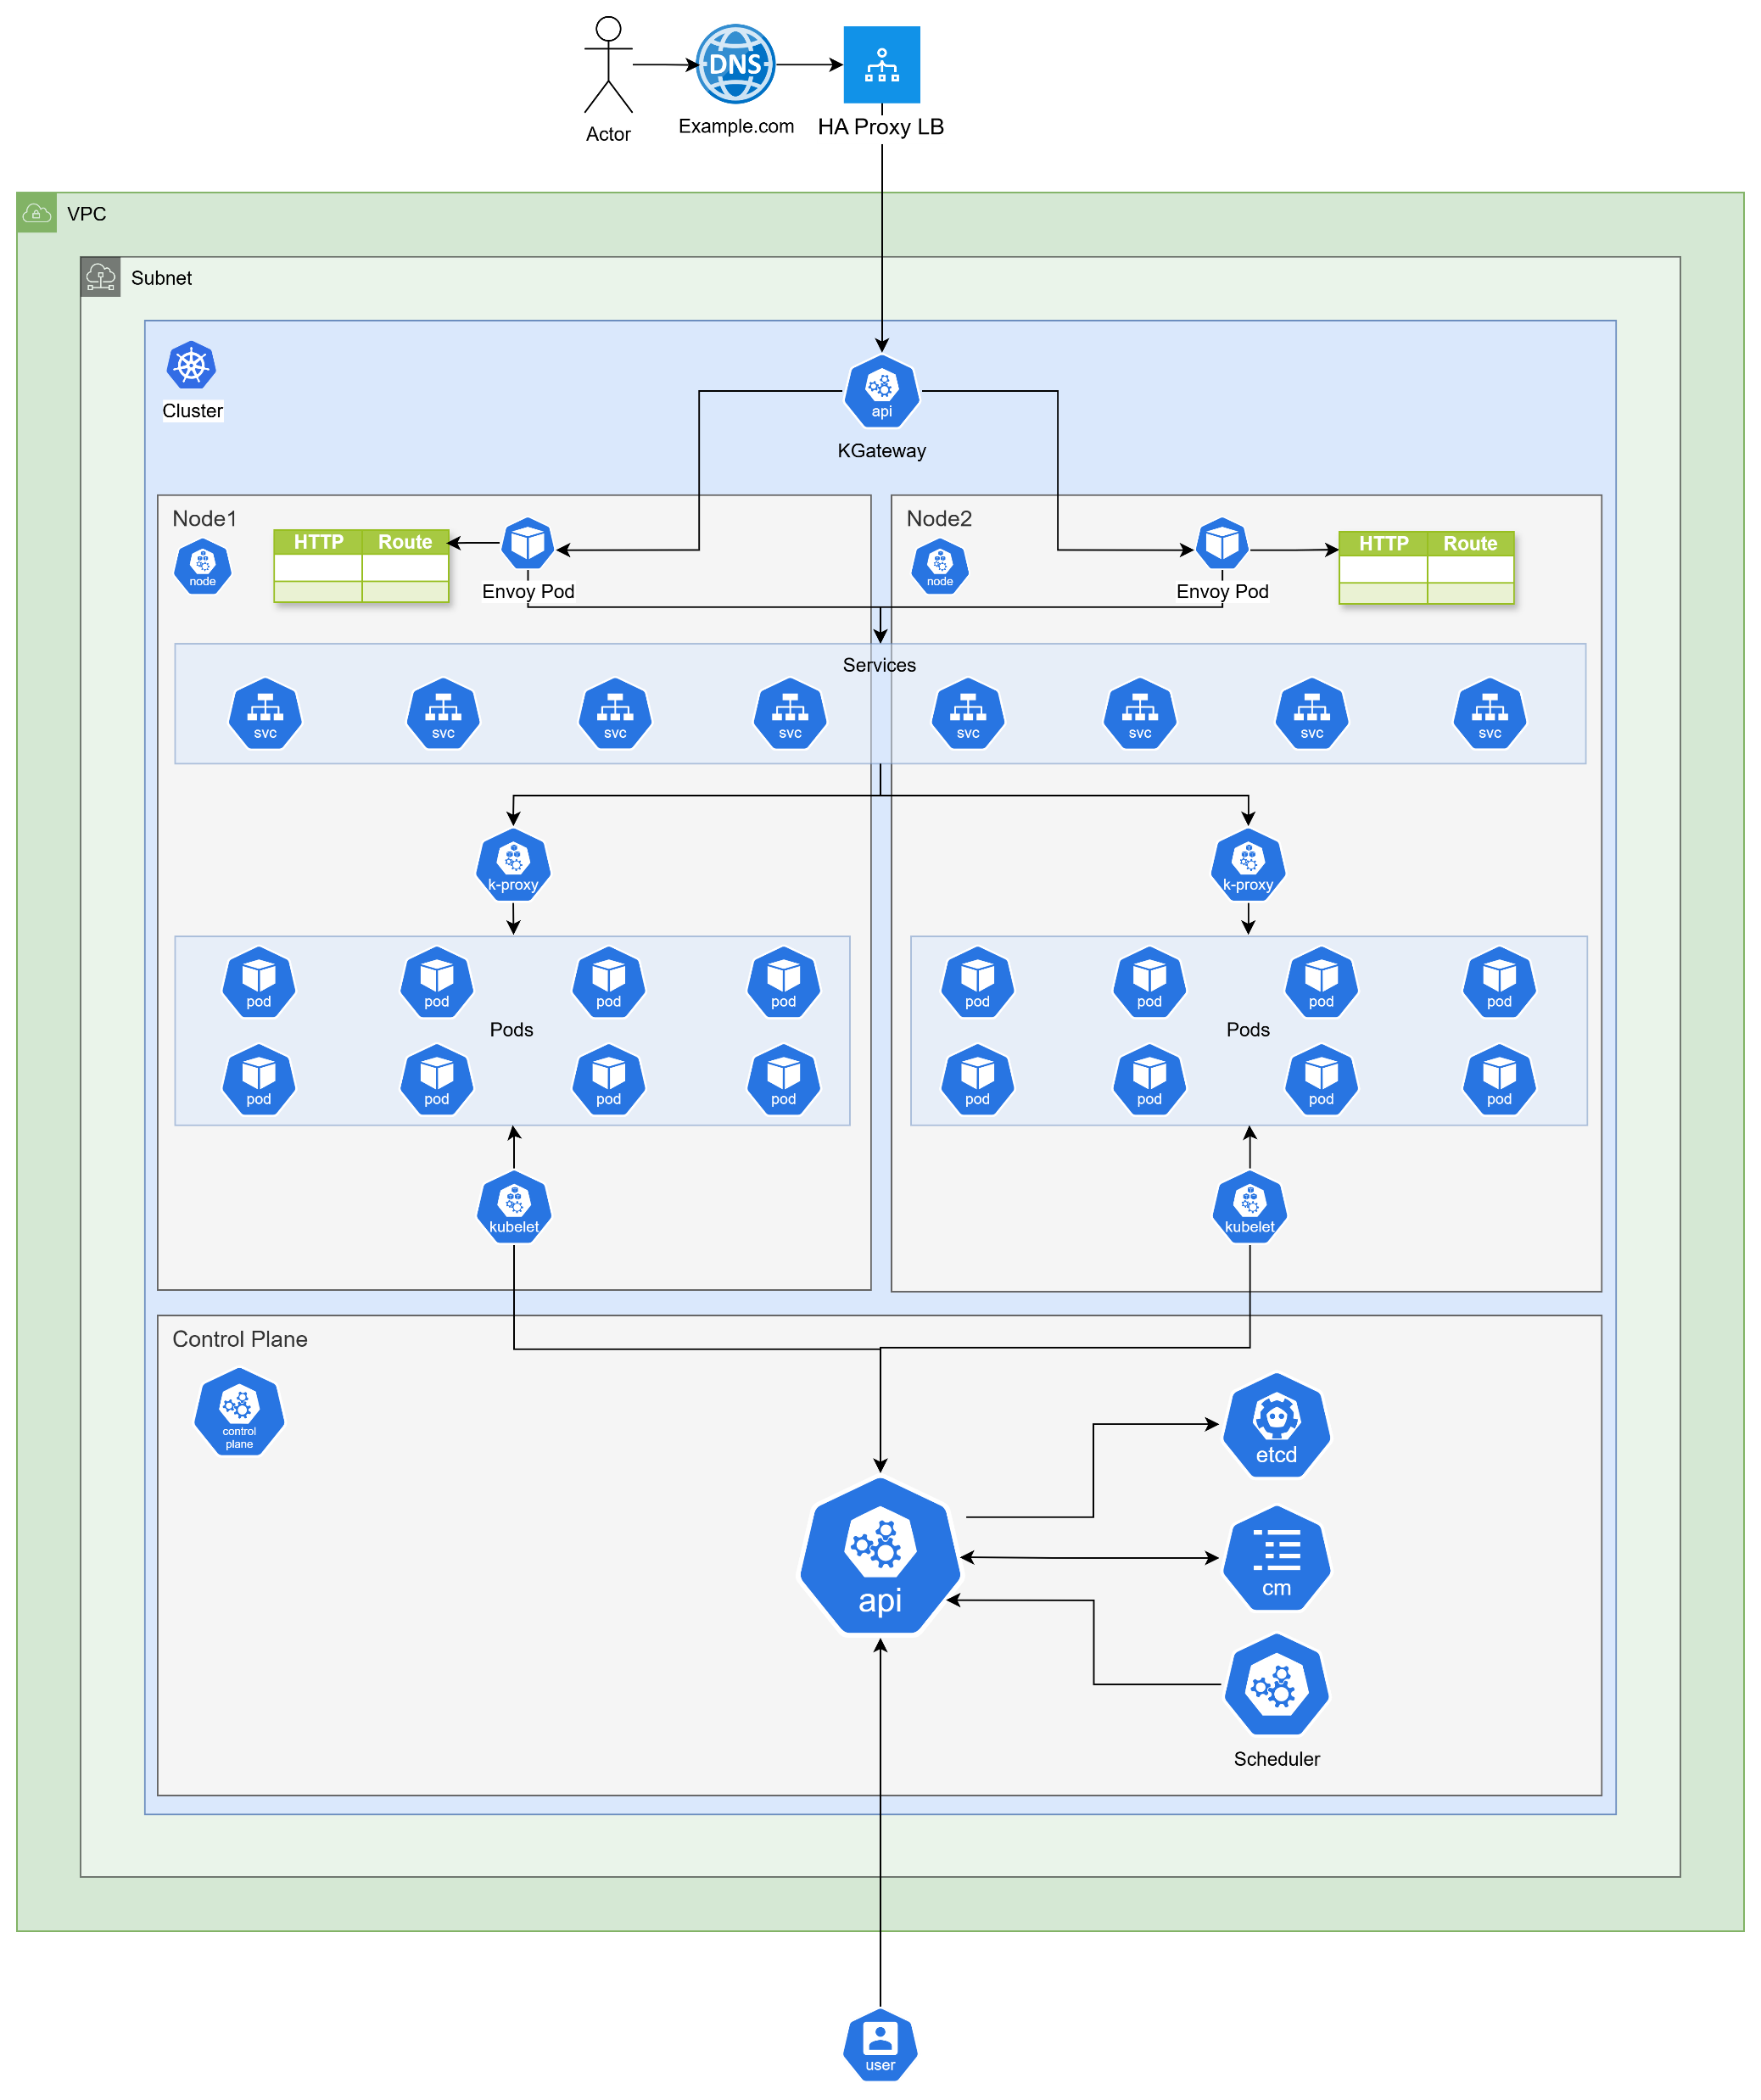 DNS
Actor
Example.com
HA Proxy LB
VPC
Subnet
Cluster
api
KGateway
Node1
node
HTTP Route
Envoy Pod
Node2
node
Envoy Pod
HTTP Route
Services
svc svc svc svc svc svc svc svc
k-proxy k-proxy
pod pod pod pod
Pods
pod pod pod pod
pod pod pod pod
Pods
pod pod pod pod
kubelet kubelet
Control Plane
control
plane
etcd
api
cm
Scheduler
user